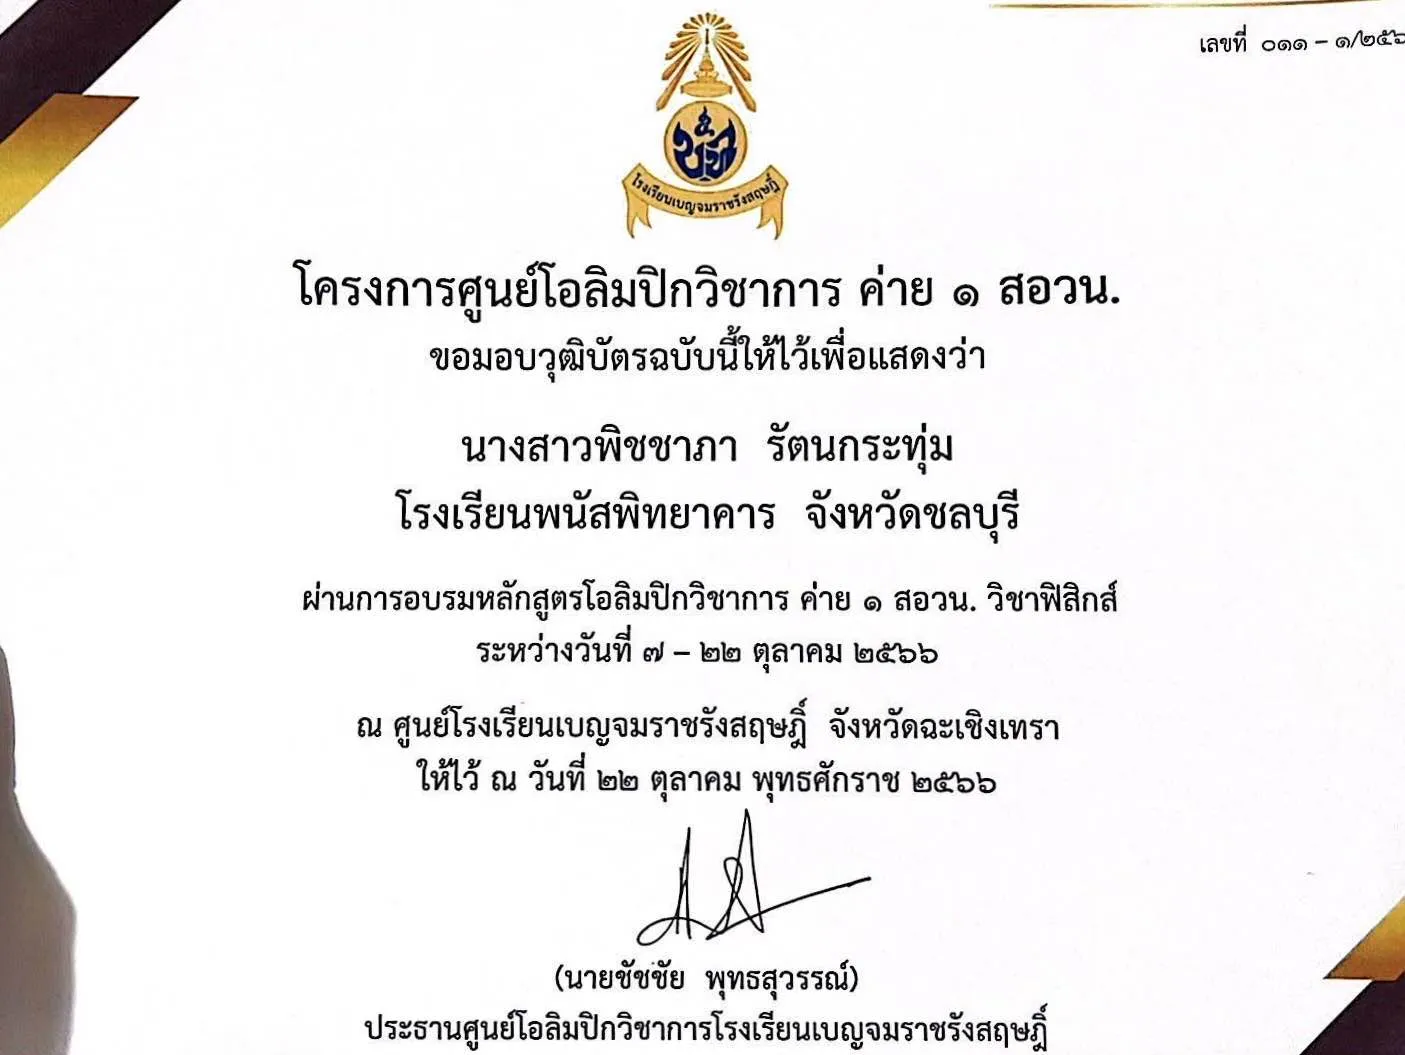 เลขที่ ๐๑๑ – ๑/๒๕๖
โรงเรียนเบญจมราชรังสฤษฎิ์
โครงการศูนย์โอลิมปิกวิชาการ ค่าย ๑ สอวน.
ขอมอบวุฒิบัตรฉบับนี้ให้ไว้เพื่อแสดงว่า
นางสาวพิชชาภา รัตนกระทุ่ม
โรงเรียนพนัสพิทยาคาร จังหวัดชลบุรี
ผ่านการอบรมหลักสูตรโอลิมปิกวิชาการ ค่าย ๑ สอวน. วิชาฟิสิกส์
ระหว่างวันที่ ๗ – ๒๒ ตุลาคม ๒๕๖๖
ณ ศูนย์โรงเรียนเบญจมราชรังสฤษฎิ์ จังหวัดฉะเชิงเทรา
ให้ไว้ ณ วันที่ ๒๒ ตุลาคม พุทธศักราช ๒๕๖๖
(นายชัชชัย พุทธสุวรรณ์)
ประธานศูนย์โอลิมปิกวิชาการโรงเรียนเบญจมราชรังสฤษฎิ์